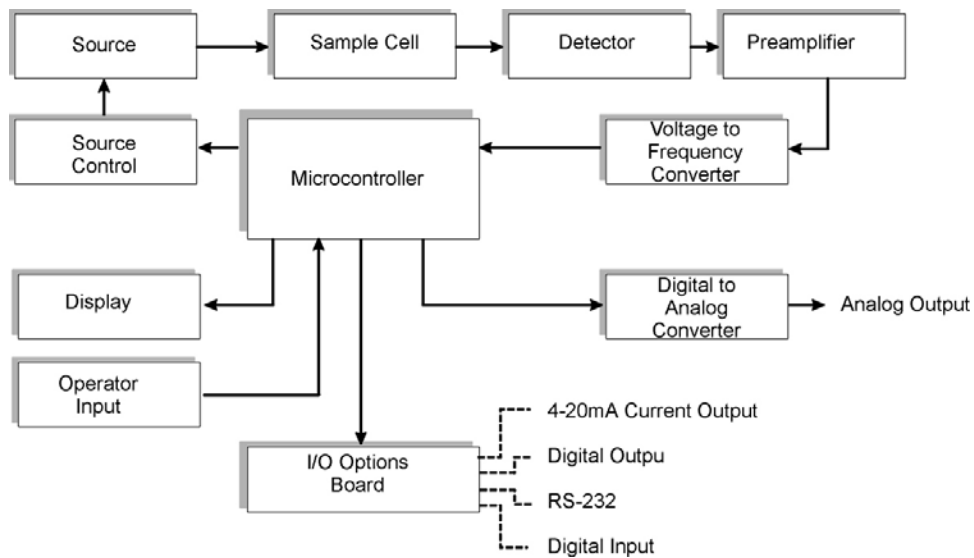 Source
Sample Cell
Detector
Preamplifier
Source
Control
Microcontroller
Voltage to
Frequency
Converter
Display
Digital to
Analog
Converter
Analog Output
Operator
Input
I/O Options
Board
4-20mA Current Output
Digital Outpu
RS-232
Digital Input